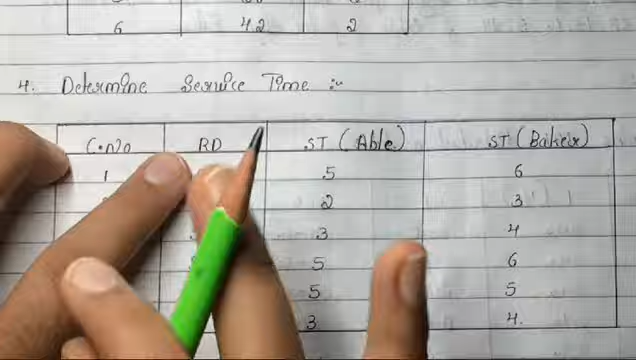 6 42 2
4. Determine Service Time :-
C.No RD ST (Able) ST (Baker)
1 5 6
2 3
3 4
5 6
5 5
3 4.